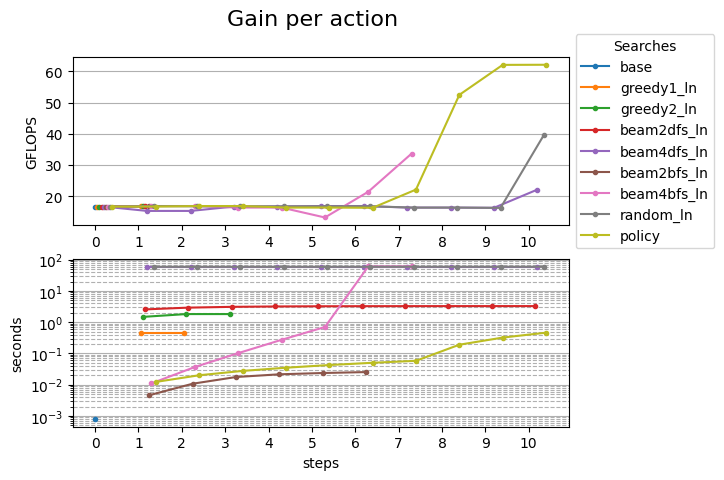 Gain per action
Searches
base
greedy1_ln
greedy2_ln
beam2dfs_ln
beam4dfs_ln
beam2bfs_ln
beam4bfs_ln
random_ln
policy
GFLOPS
60
50
40
30
20
0 1 2 3 4 5 6 7 8 9 10
seconds
10²
10¹
10⁰
10⁻¹
10⁻²
10⁻³
0 1 2 3 4 5 6 7 8 9 10
steps